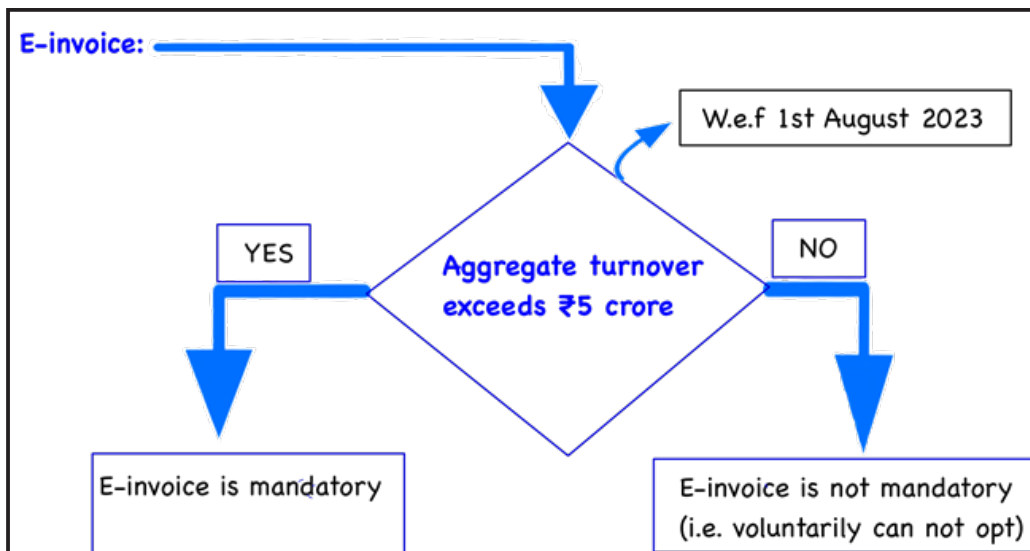 E-invoice:
W.e.f 1st August 2023
YES
NO
Aggregate turnover
exceeds ₹5 crore
E-invoice is mandatory
E-invoice is not mandatory
(i.e. voluntarily can not opt)